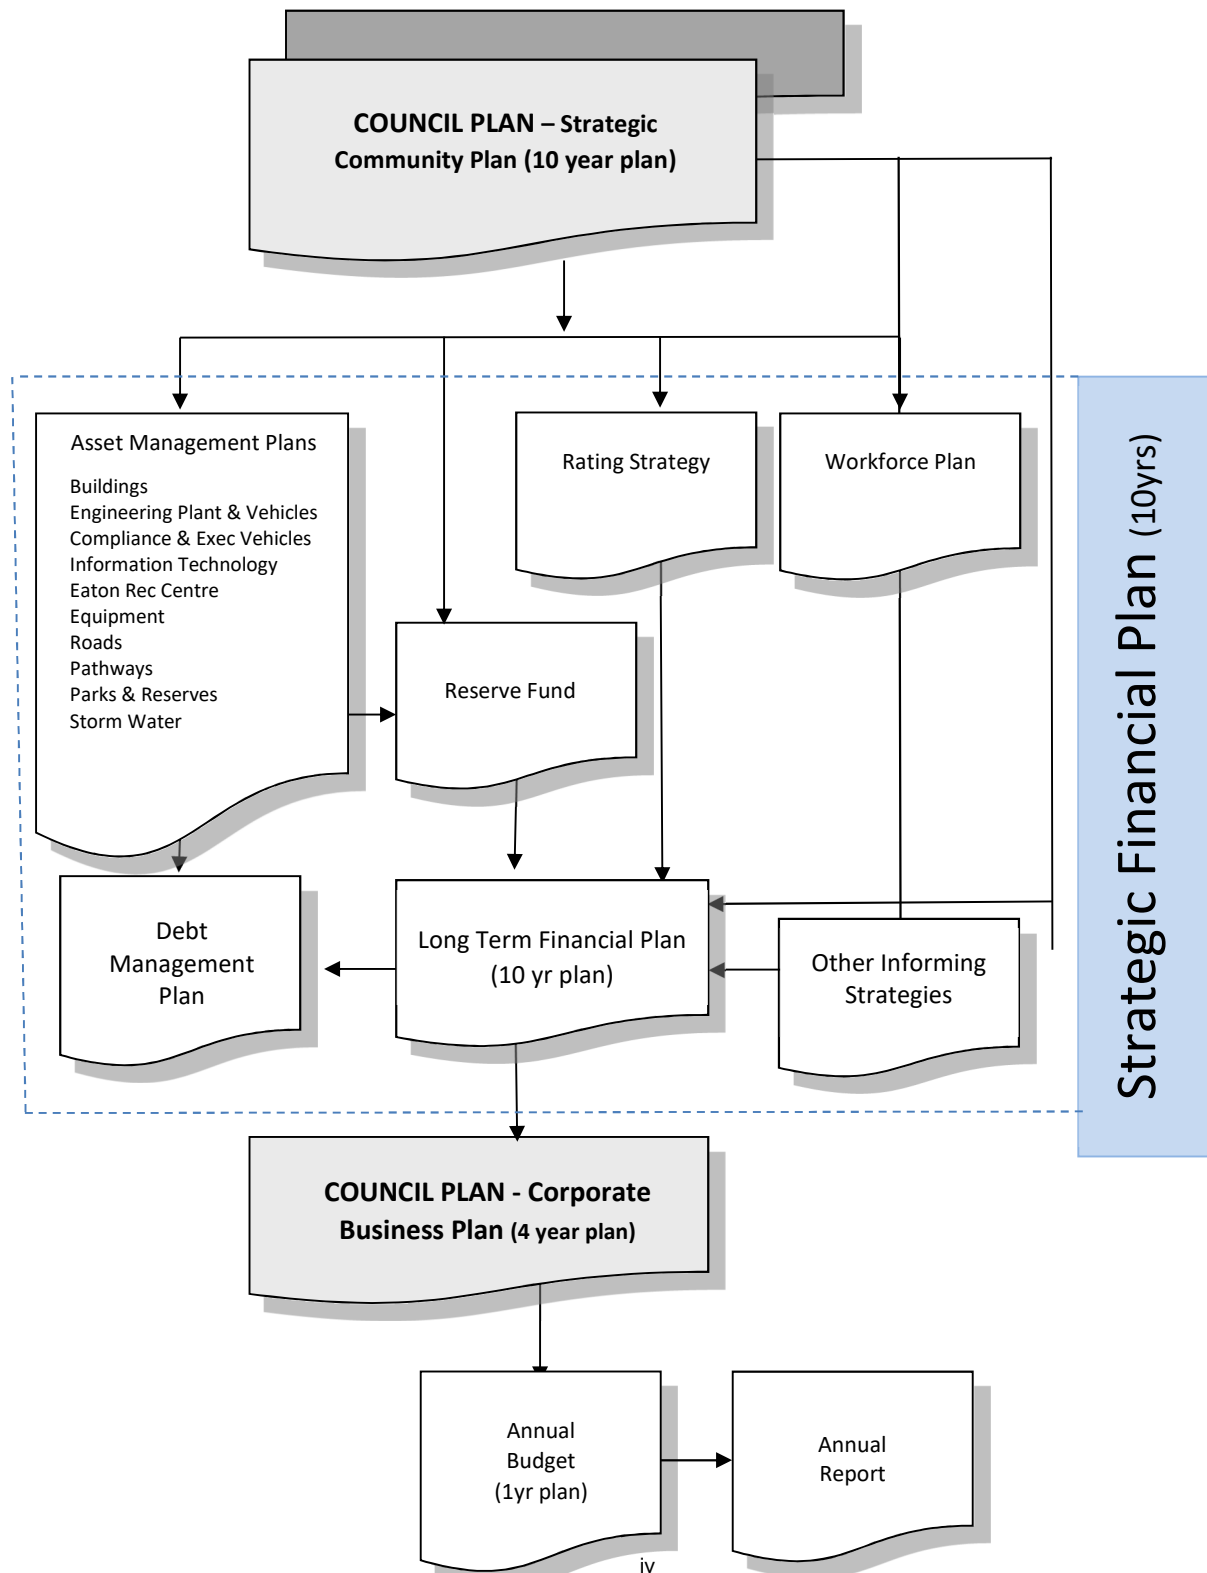 COUNCIL PLAN – Strategic
Community Plan (10 year plan)
Asset Management Plans
Buildings
Engineering Plant & Vehicles
Compliance & Exec Vehicles
Information Technology
Eaton Rec Centre
Equipment
Roads
Pathways
Parks & Reserves
Storm Water
Rating Strategy
Workforce Plan
Reserve Fund
Strategic Financial Plan (10yrs)
Debt
Management
Plan
Long Term Financial Plan
(10 yr plan)
Other Informing
Strategies
COUNCIL PLAN - Corporate
Business Plan (4 year plan)
Annual
Budget
(1yr plan)
Annual
Report
iv